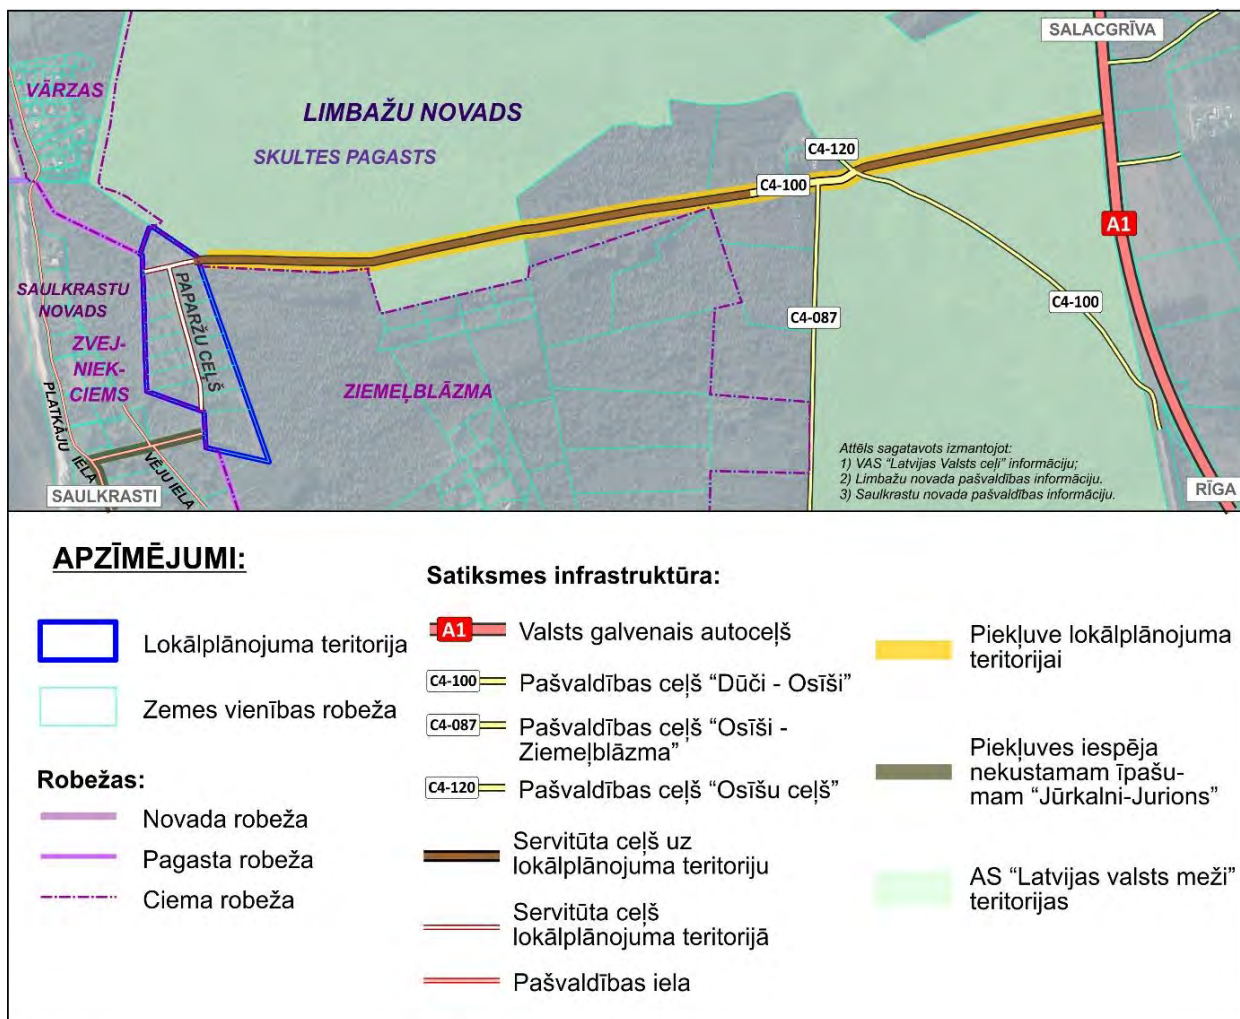 SALACGRĪVA
VĀRZAS
LIMBAŽU NOVADS
SKULTES PAGASTS
C4-120
C4-100
A1
SAULKRASTU
NOVADS
PAPARŽU CEĻŠ
C4-100
C4-087
ZVEJ-
NIEK-
CIEMS
ZIEMEĻBLĀZMA
PLATKĀJU
IELA
VĒJU IELA
SAULKRASTI
Attēls sagatavots izmantojot:
1) VAS “Latvijas Valsts ceļi” informāciju;
2) Limbažu novada pašvaldības informāciju.
3) Saulkrastu novada pašvaldības informāciju.
RĪGA
APZĪMĒJUMI:
Lokālplānojuma teritorija
Zemes vienības robeža
Robežas:
Novada robeža
Pagasta robeža
Ciema robeža
Satiksmes infrastruktūra:
A1 Valsts galvenais autoceļš
C4-100 Pašvaldības ceļš “Dūči - Osīši”
C4-087 Pašvaldības ceļš “Osīši -
Ziemeļblāzma”
C4-120 Pašvaldības ceļš “Osīšu ceļš”
Servitūta ceļš uz
lokālplānojuma teritoriju
Servitūta ceļš
lokālplānojuma teritorijā
Pašvaldības iela
Piekļuve lokālplānojuma
teritorijai
Piekļuves iespēja
nekustamam īpašu-
mam “Jūrkalni-Jurions”
AS “Latvijas valsts meži”
teritorijas